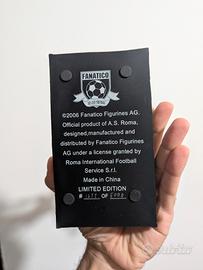 FANATICO
©2006 Fanatico Figurines AG.
Official product of A.S. Roma,
designed,manufactured and
distributed by Fanatico Figurines
AG under a license granted by
Roma International Football
Service S.r.l.
Made in China
LIMITED EDITION
# OF
subito